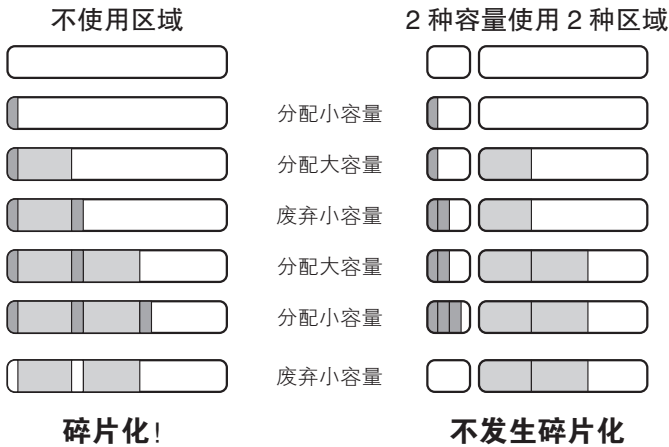 不使用区域
2 种容量使用 2 种区域
分配小容量
分配大容量
废弃小容量
分配大容量
分配小容量
废弃小容量
碎片化!
不发生碎片化